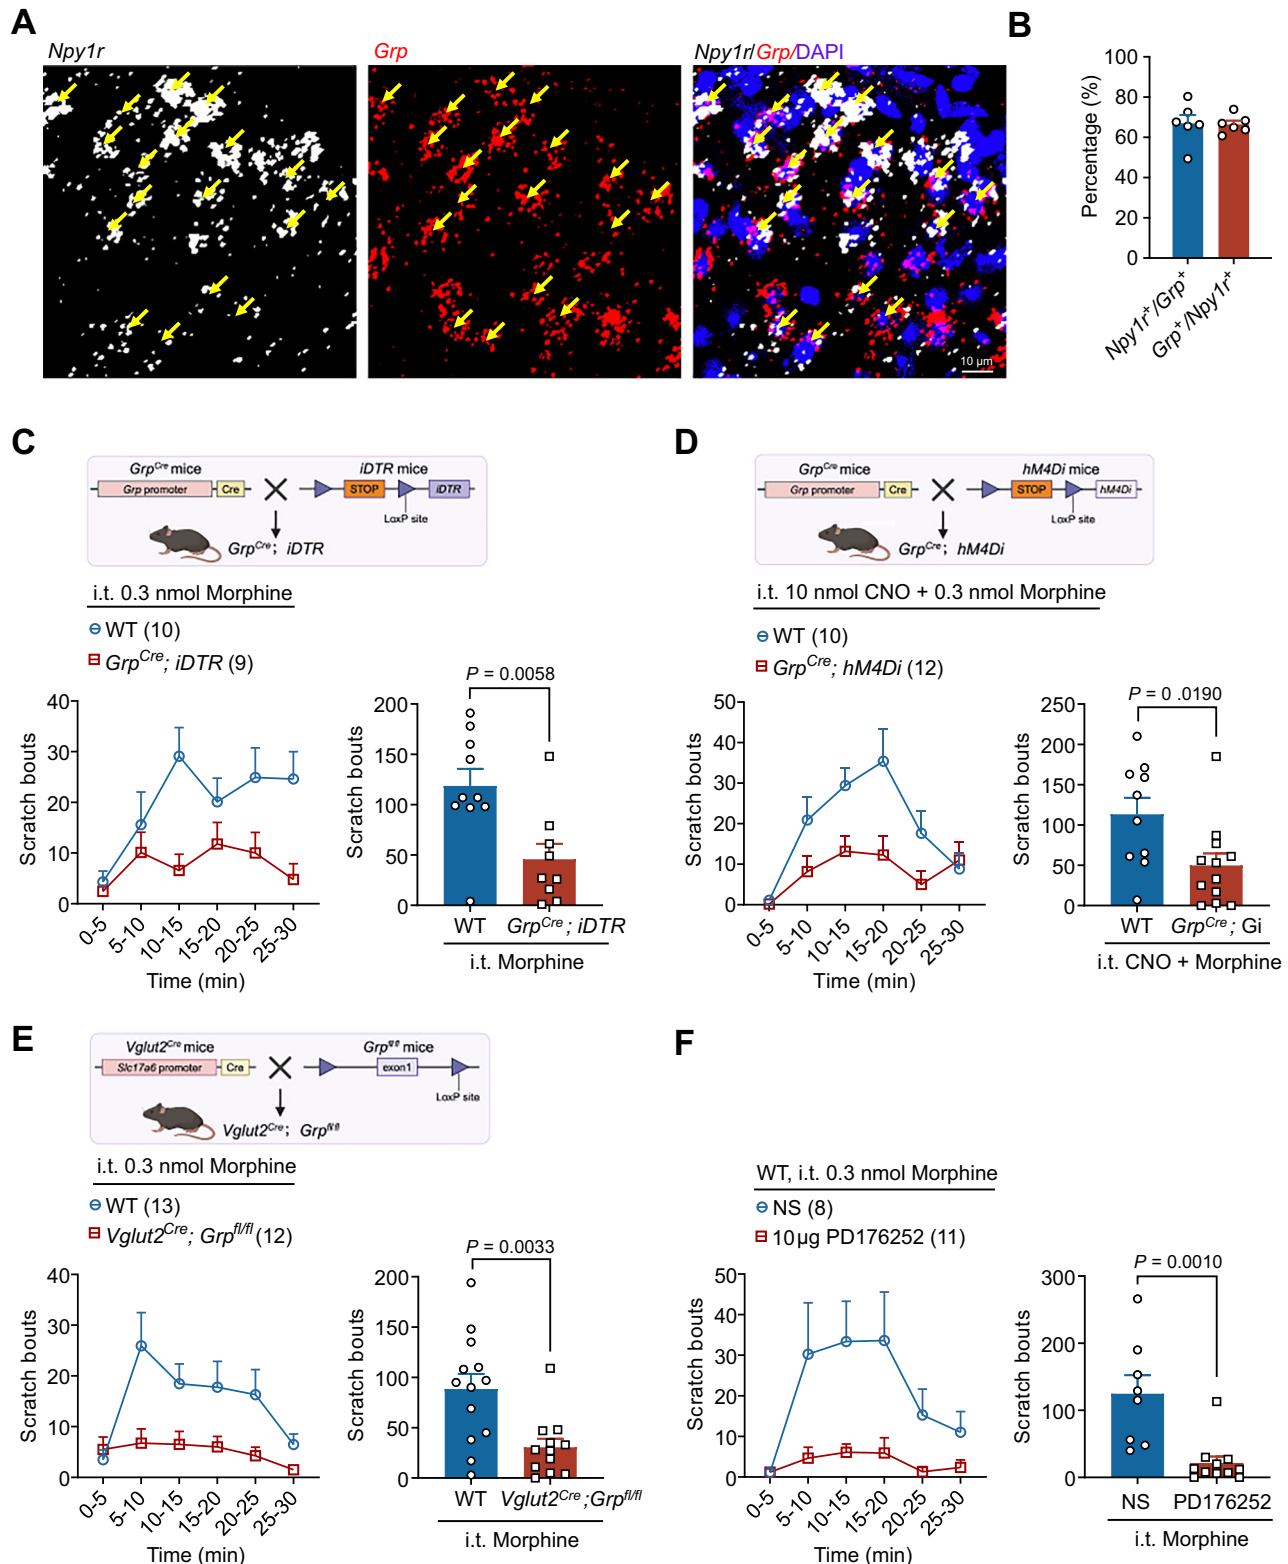 A
Npy1r
Grp
Npy1r/Grp/DAPI
10 µm
B
Percentage (%)
100
80
60
40
20
0
Npy1r+/Grp+
Grp+/Npy1r+
C
GrpCre mice
iDTR mice
Grp promoter
Cre
STOP
iDTR
LoxP site
GrpCre; iDTR
i.t. 0.3 nmol Morphine
WT (10)
GrpCre; iDTR (9)
Scratch bouts
40
30
20
10
0
0-5
5-10
10-15
15-20
20-25
25-30
Time (min)
P = 0.0058
Scratch bouts
200
150
100
50
0
WT
GrpCre; iDTR
i.t. Morphine
D
GrpCre mice
hM4Di mice
Grp promoter
Cre
STOP
hM4Di
LoxP site
GrpCre; hM4Di
i.t. 10 nmol CNO + 0.3 nmol Morphine
WT (10)
GrpCre; hM4Di (12)
Scratch bouts
50
40
30
20
10
0
0-5
5-10
10-15
15-20
20-25
25-30
Time (min)
P = 0 .0190
Scratch bouts
250
200
150
100
50
0
WT
GrpCre; Gi
i.t. CNO + Morphine
E
Vglut2Cre mice
Grpfl/fl mice
Slc17a6 promoter
Cre
exon1
LoxP site
Vglut2Cre; Grpfl/fl
i.t. 0.3 nmol Morphine
WT (13)
Vglut2Cre; Grpfl/fl (12)
Scratch bouts
40
30
20
10
0
0-5
5-10
10-15
15-20
20-25
25-30
Time (min)
P = 0.0033
Scratch bouts
200
150
100
50
0
WT
Vglut2Cre;Grpfl/fl
i.t. Morphine
F
WT, i.t. 0.3 nmol Morphine
NS (8)
10µg PD176252 (11)
Scratch bouts
50
40
30
20
10
0
0-5
5-10
10-15
15-20
20-25
25-30
Time (min)
P = 0.0010
Scratch bouts
300
200
100
0
NS
PD176252
i.t. Morphine